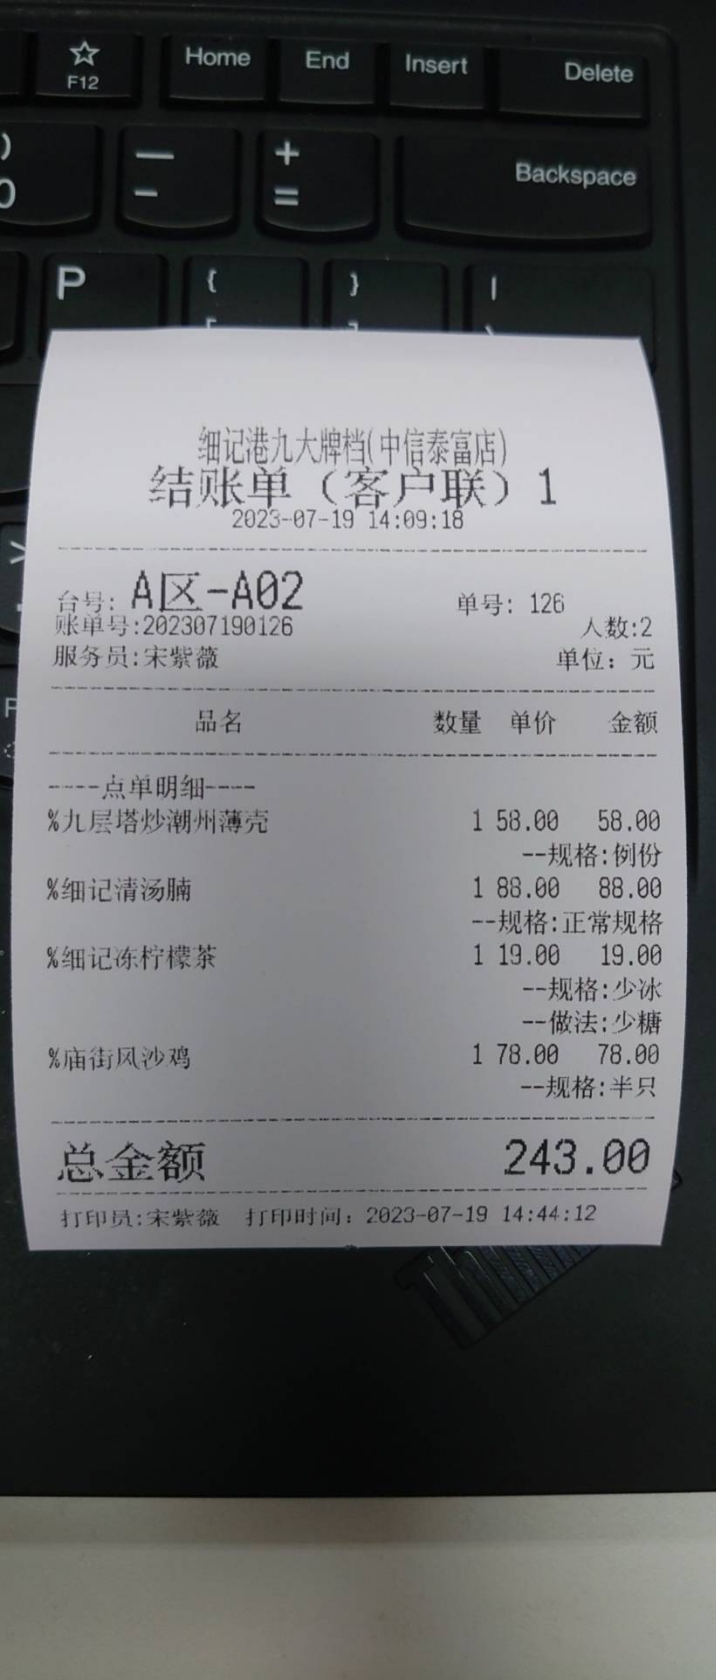 F12
Home
End
Insert
Delete
Backspace
P
细记港九大牌档(中信泰富店)
结账单（客户联）1
2023-07-19 14:09:18
台号: A区-A02 单号: 126
账单号:202307190126 人数:2
服务员:宋紫薇 单位: 元
品名 数量 单价 金额
----点单明细----
%九层塔炒潮州薄壳 1 58.00 58.00
--规格:例份
%细记清汤腩 1 88.00 88.00
--规格:正常规格
%细记冻柠檬茶 1 19.00 19.00
--规格:少冰
--做法:少糖
%庙街风沙鸡 1 78.00 78.00
--规格:半只
总金额 243.00
打印员:宋紫薇 打印时间: 2023-07-19 14:44:12